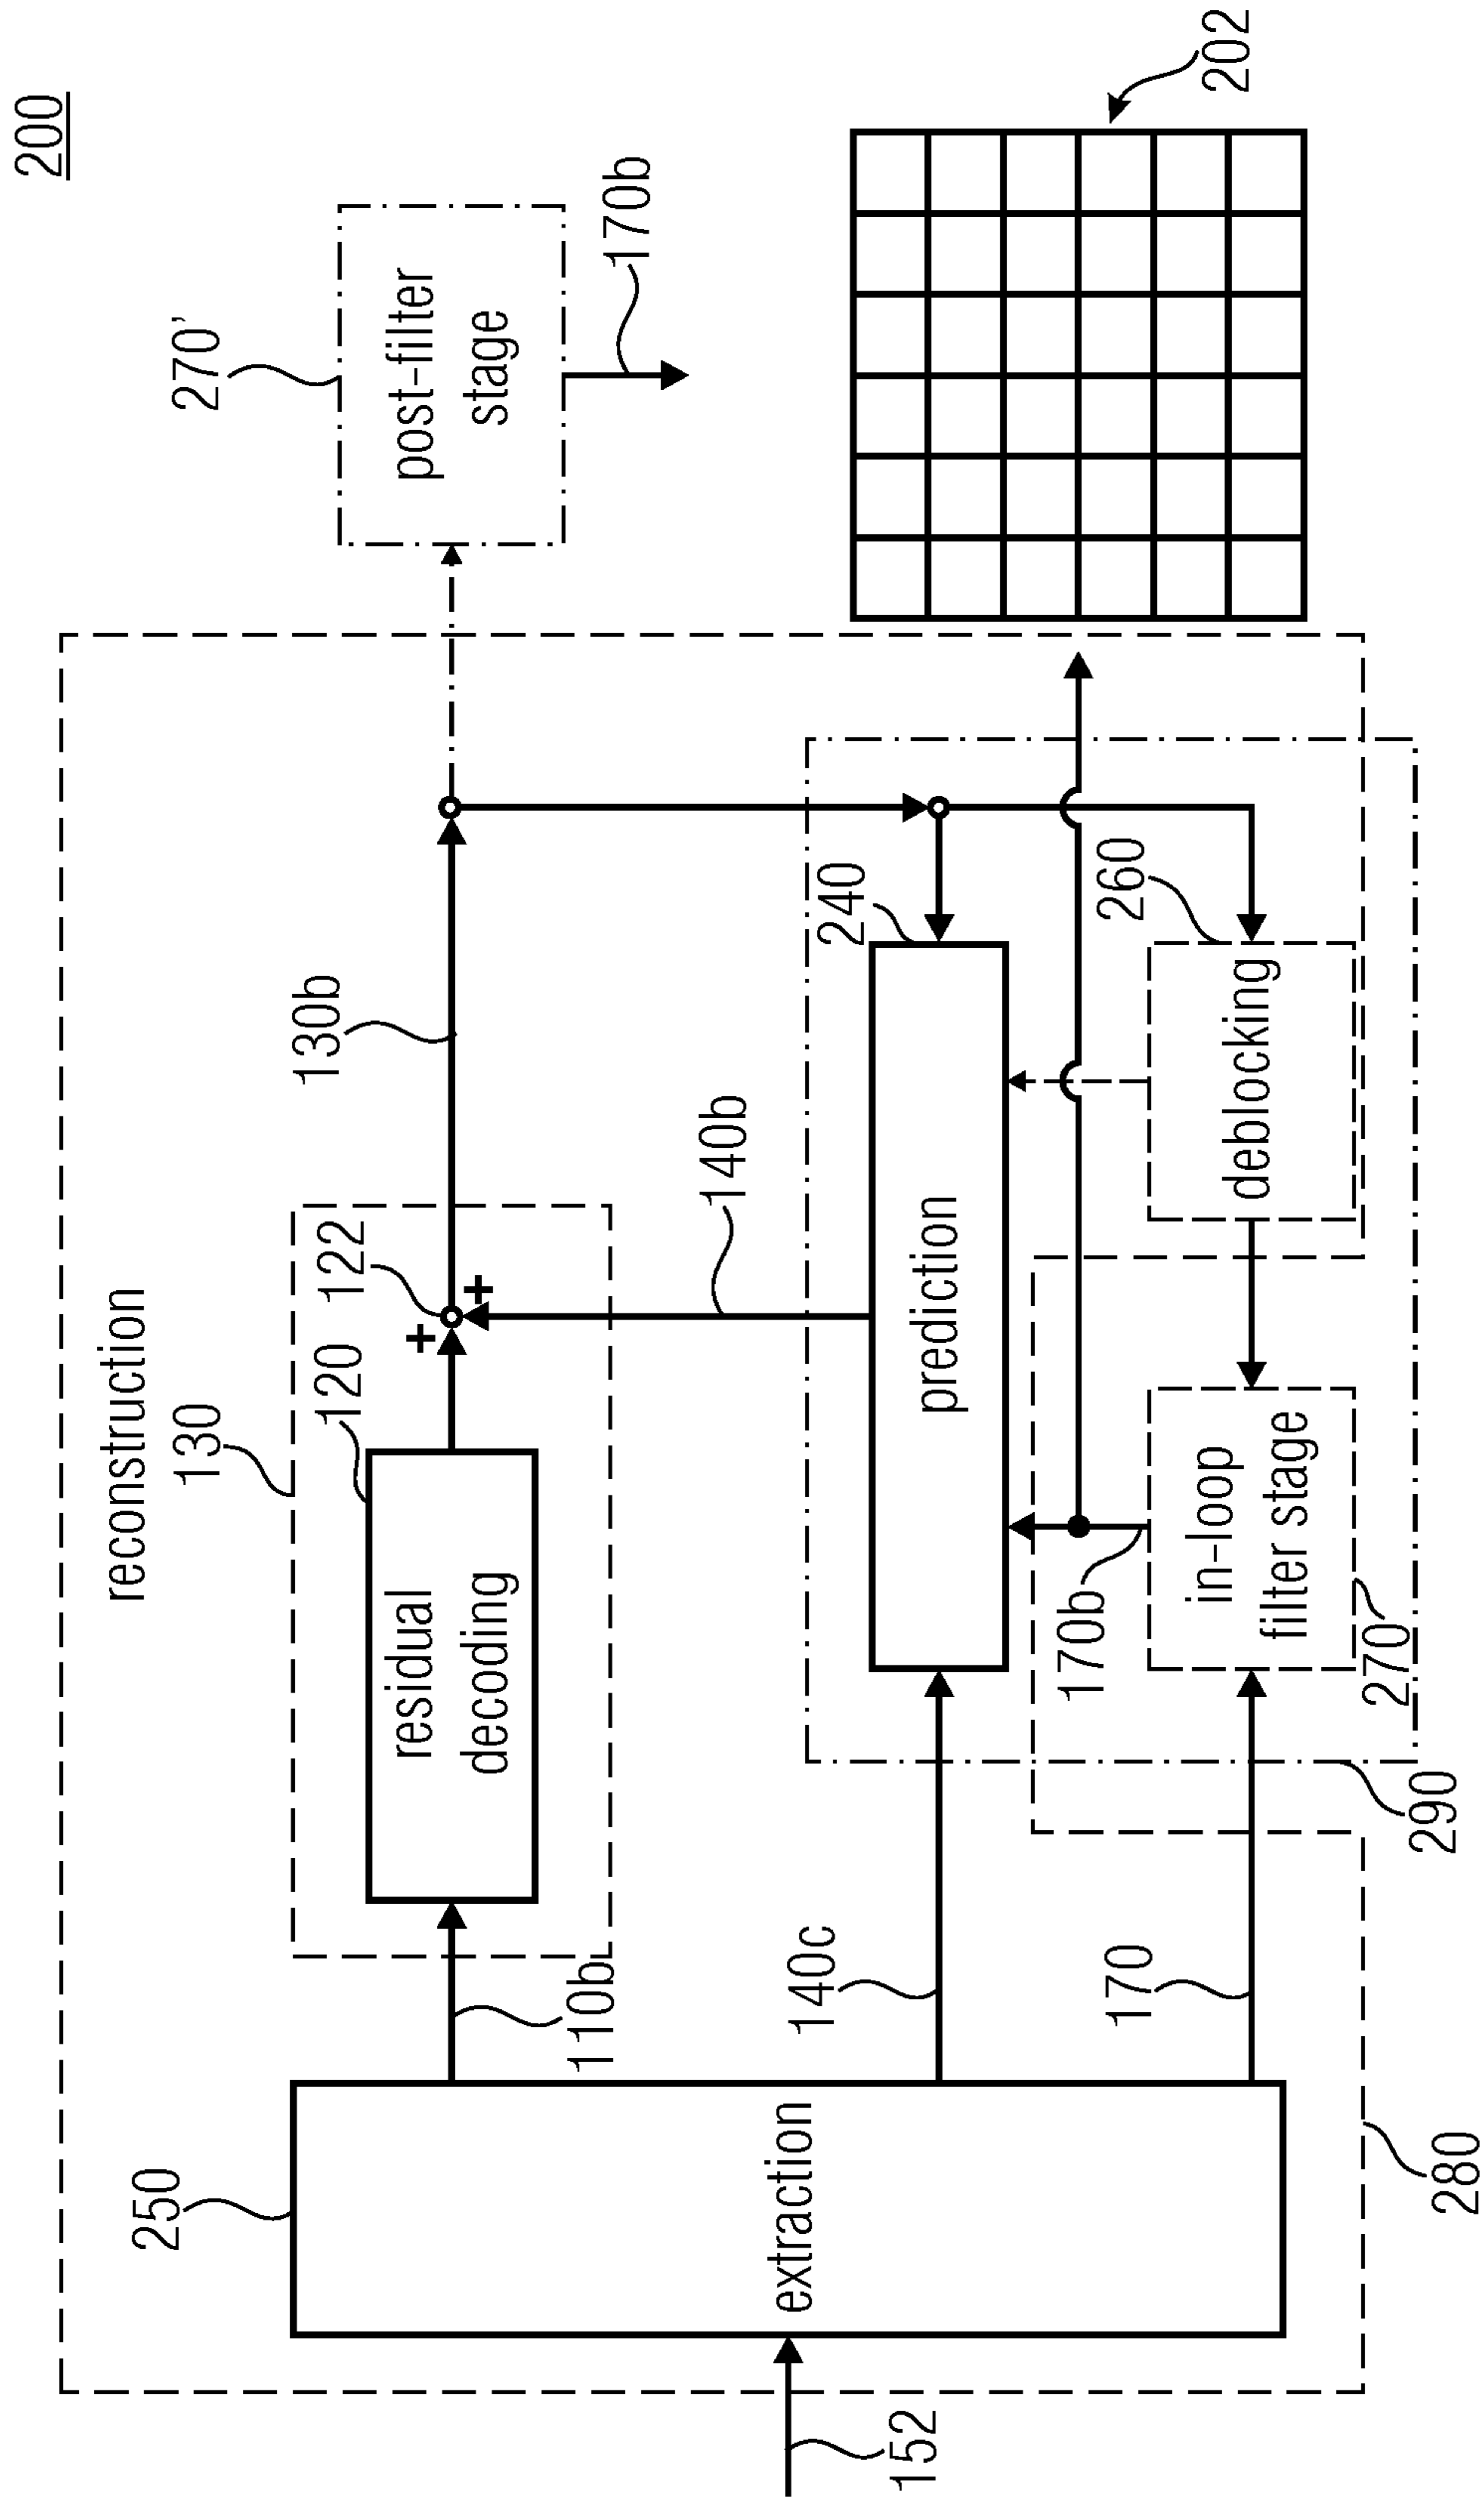 200
reconstruction
270'
post-filter
stage
170b
130
120
122
130b
residual
decoding
+
+
140b
250
extraction
110b
140c
170
152
prediction
240
260
deblocking
in-loop
filter stage
170b
270
290
280
202